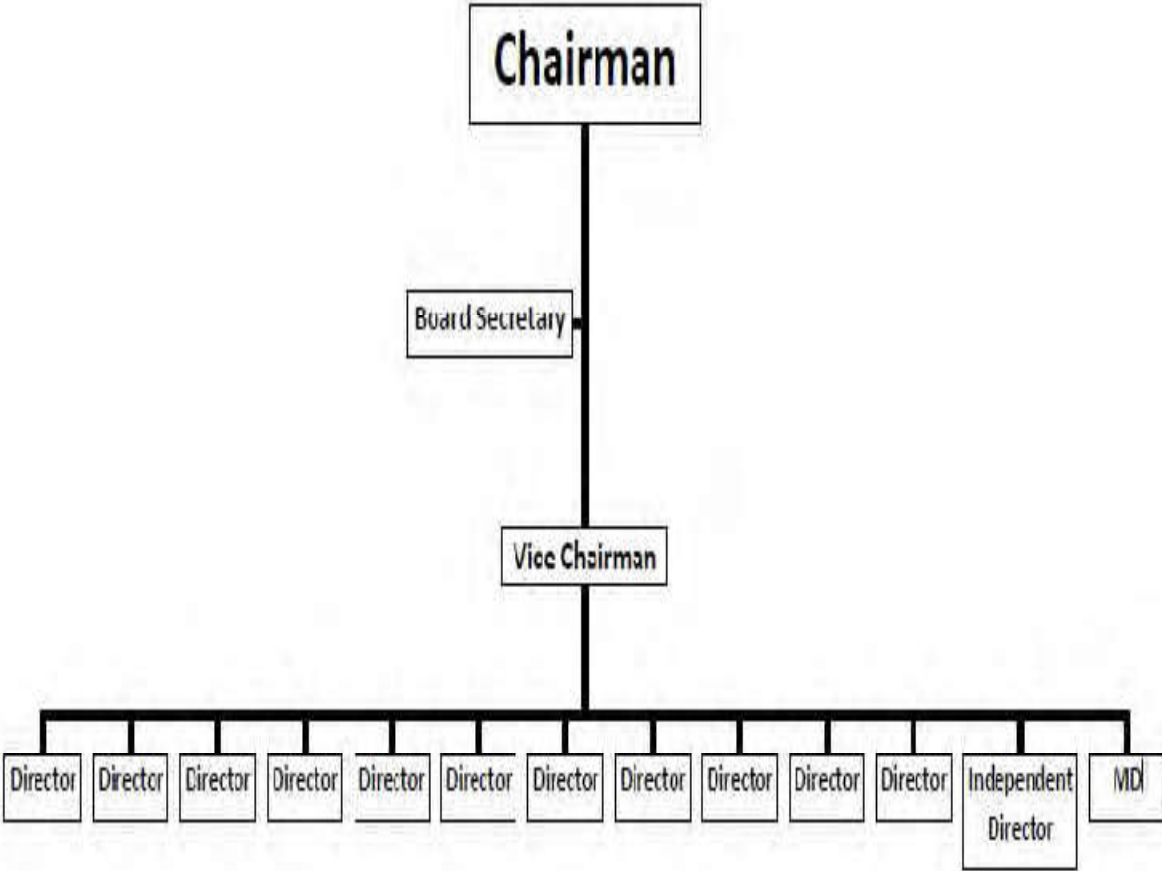 Chairman
Board Secretary
Vice Chairman
Director
Director
Director
Director
Director
Director
Director
Director
Director
Director
Director
Independent
Director
MD